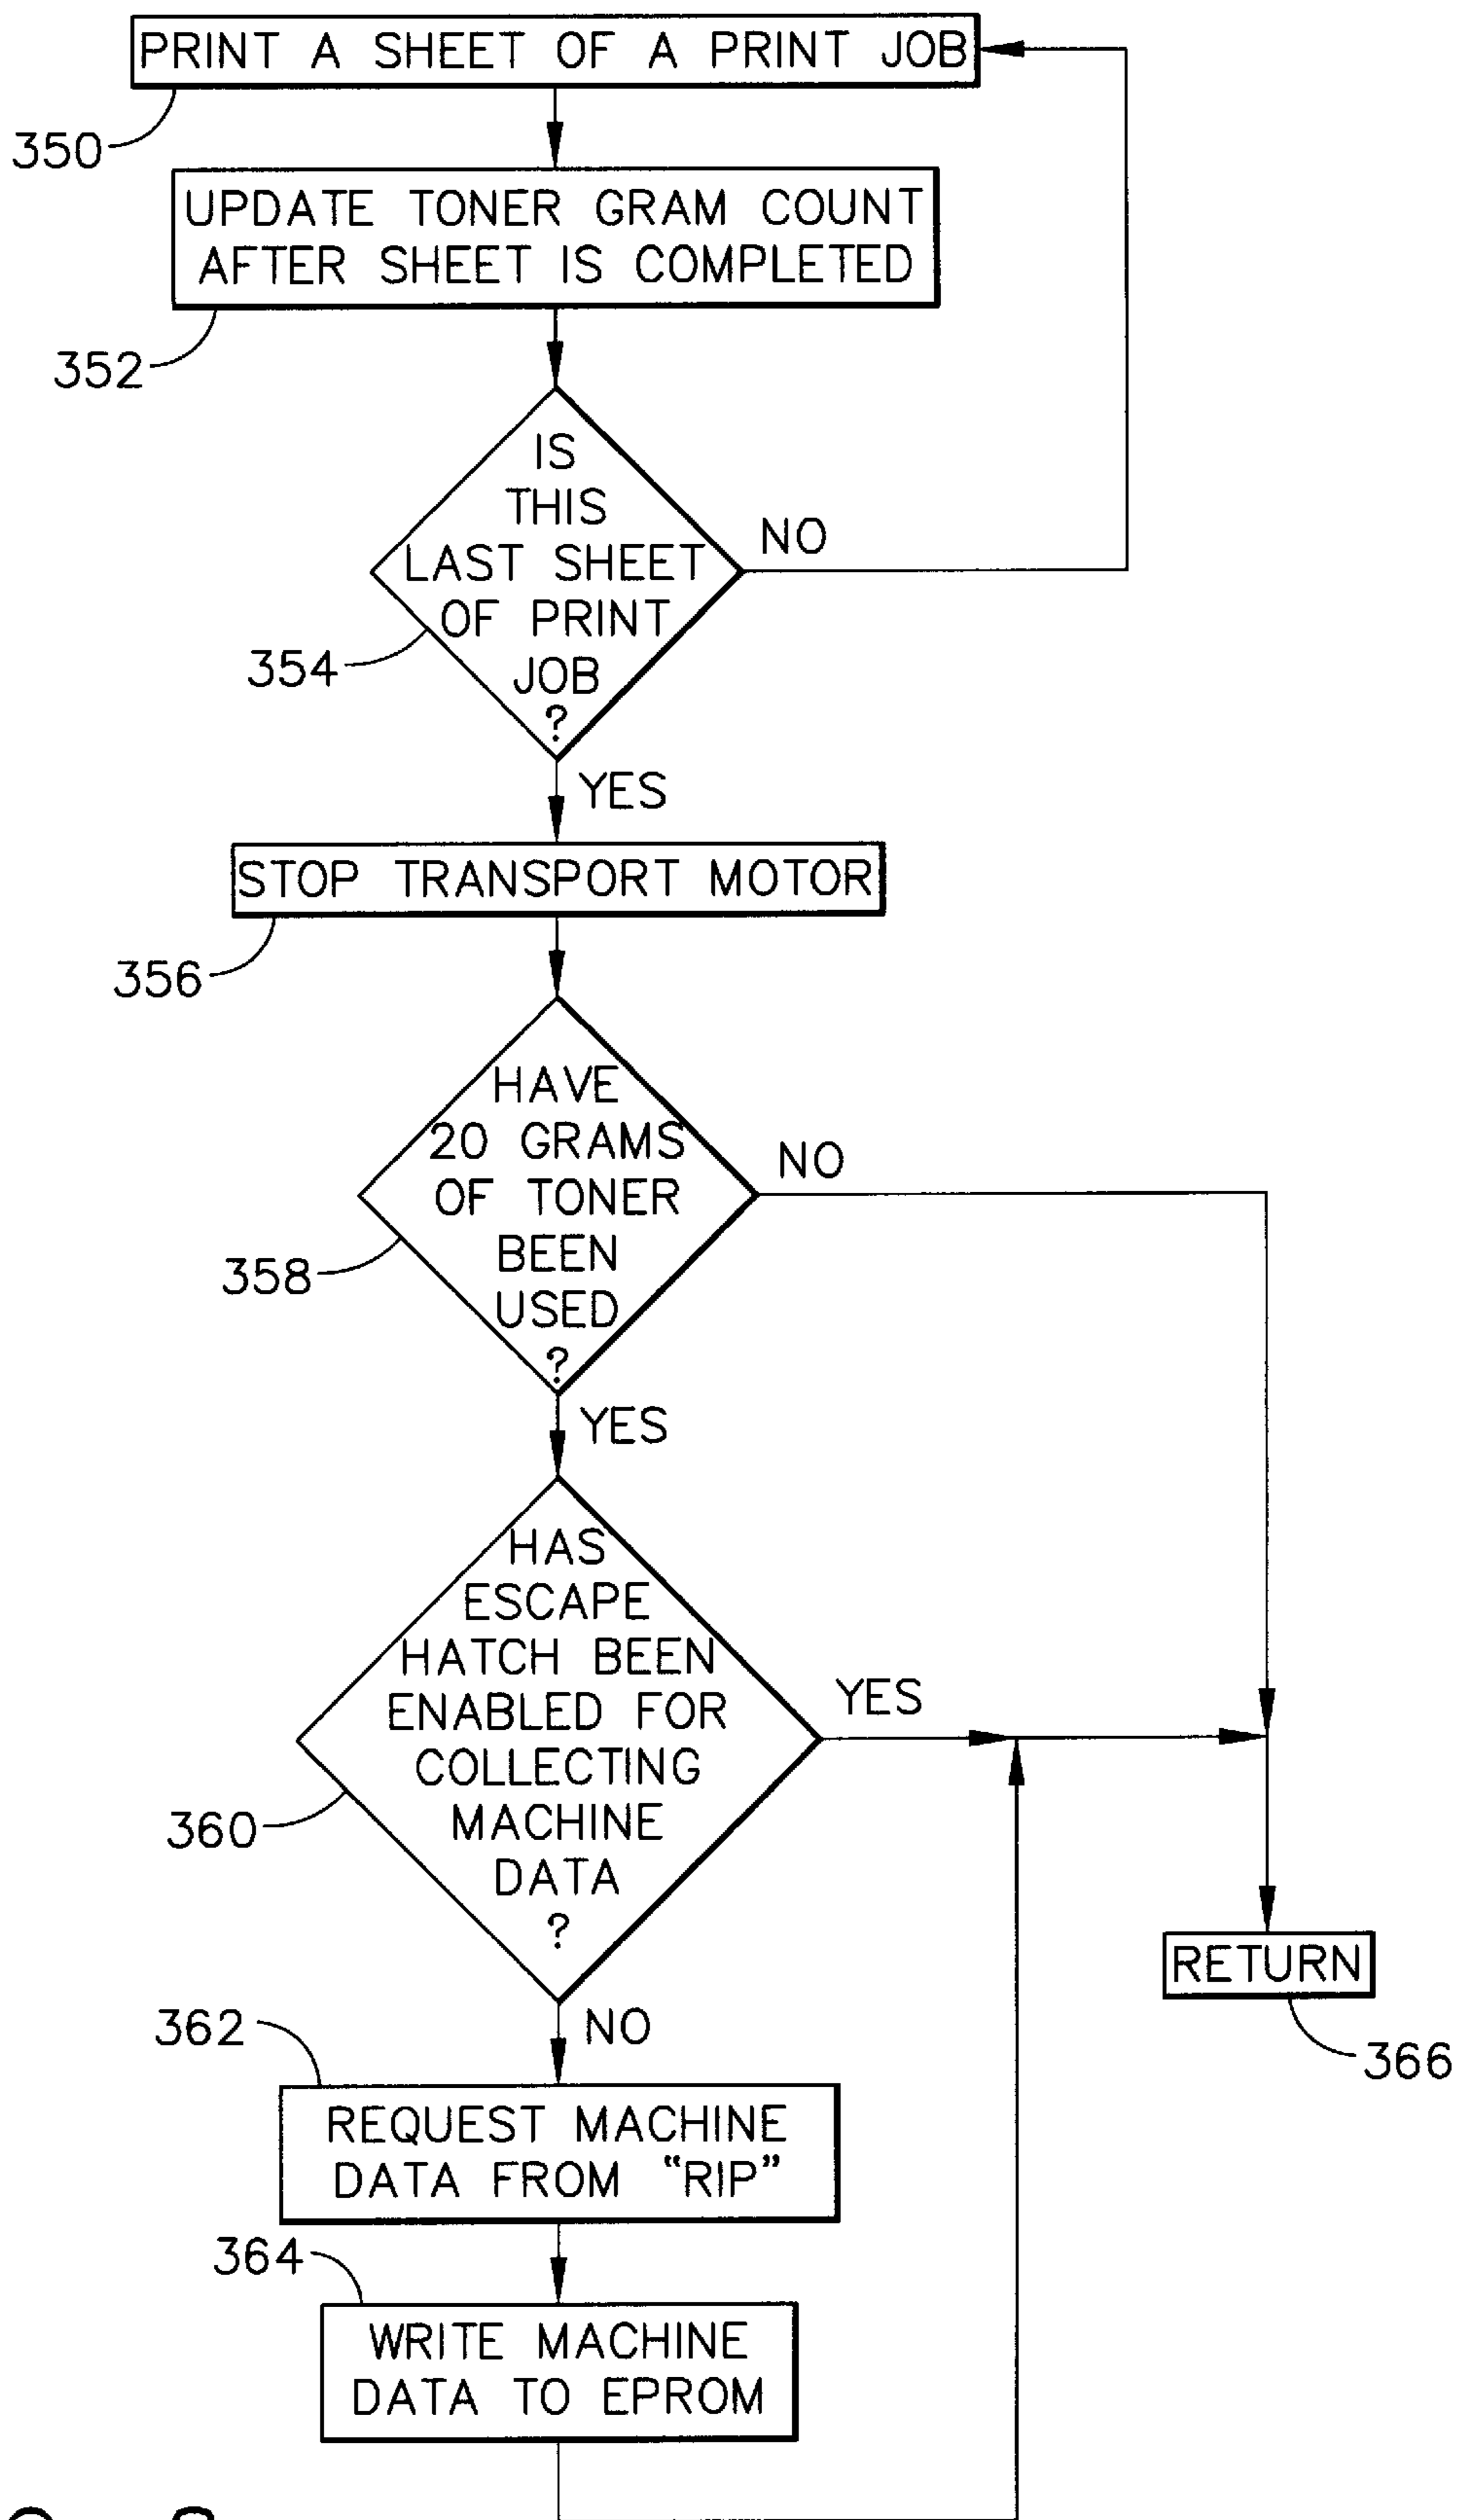 PRINT A SHEET OF A PRINT JOB
350
UPDATE TONER GRAM COUNT
AFTER SHEET IS COMPLETED
352
IS
THIS
LAST SHEET
OF PRINT
JOB
?
NO
354
YES
STOP TRANSPORT MOTOR
356
HAVE
20 GRAMS
OF TONER
BEEN
USED
?
NO
358
YES
HAS
ESCAPE
HATCH BEEN
ENABLED FOR
COLLECTING
MACHINE
DATA
?
YES
360
RETURN
366
NO
362
REQUEST MACHINE
DATA FROM “RIP”
364
WRITE MACHINE
DATA TO EPROM